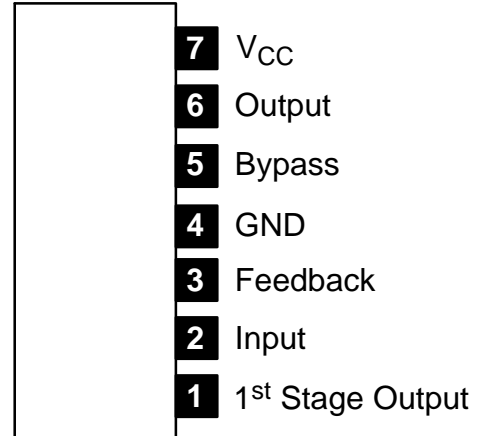 7 VCC
6 Output
5 Bypass
4 GND
3 Feedback
2 Input
1 1st Stage Output